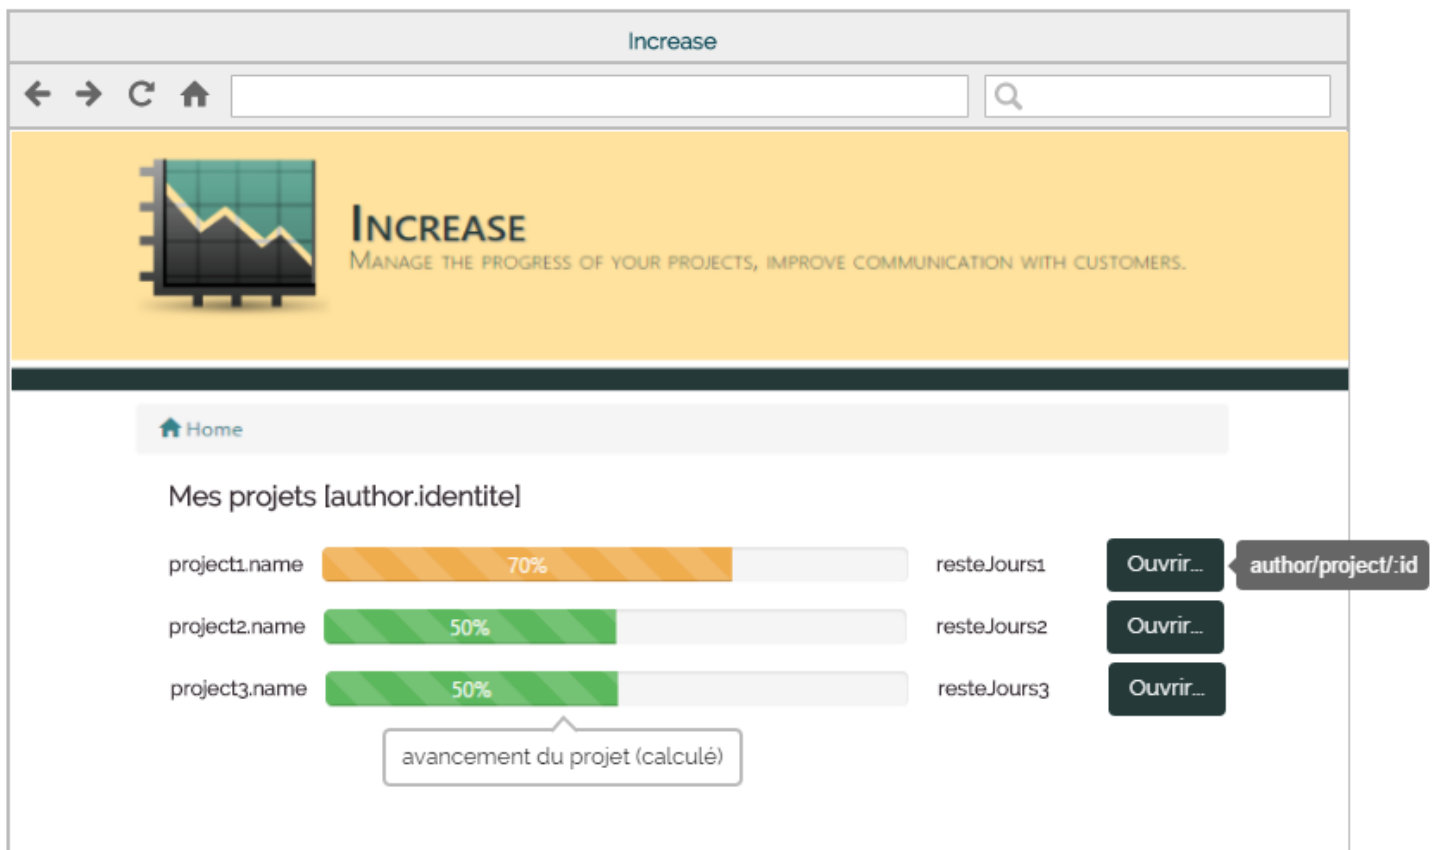 Increase
INCREASE
MANAGE THE PROGRESS OF YOUR PROJECTS, IMPROVE COMMUNICATION WITH CUSTOMERS.
Home
Mes projets [author.identite]
project1.name 70% resteJours1 Ouvrir... author/project/:id
project2.name 50% resteJours2 Ouvrir...
project3.name 50% resteJours3 Ouvrir...
avancement du projet (calculé)